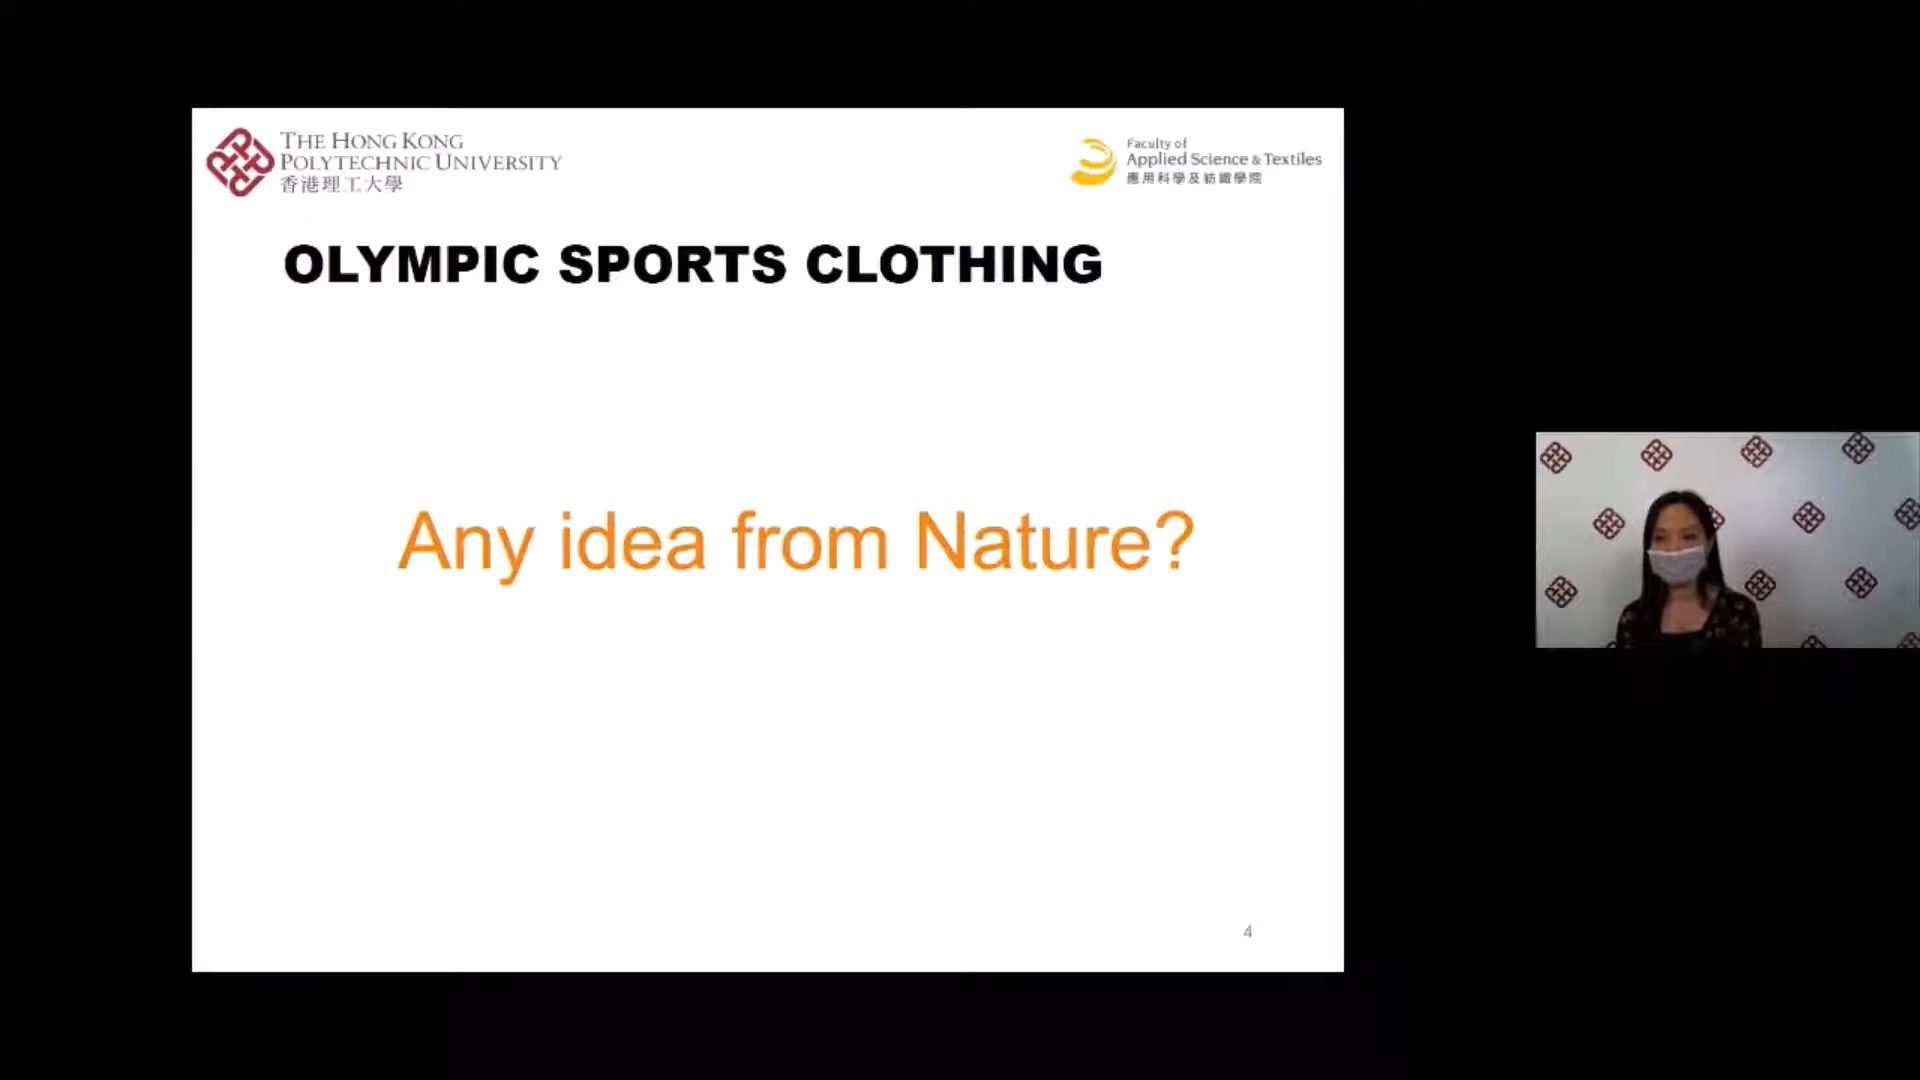 THE HONG KONG
POLYTECHNIC UNIVERSITY
香港理工大學
Faculty of
Applied Science & Textiles
應用科學及紡織學院
OLYMPIC SPORTS CLOTHING
Any idea from Nature?
4